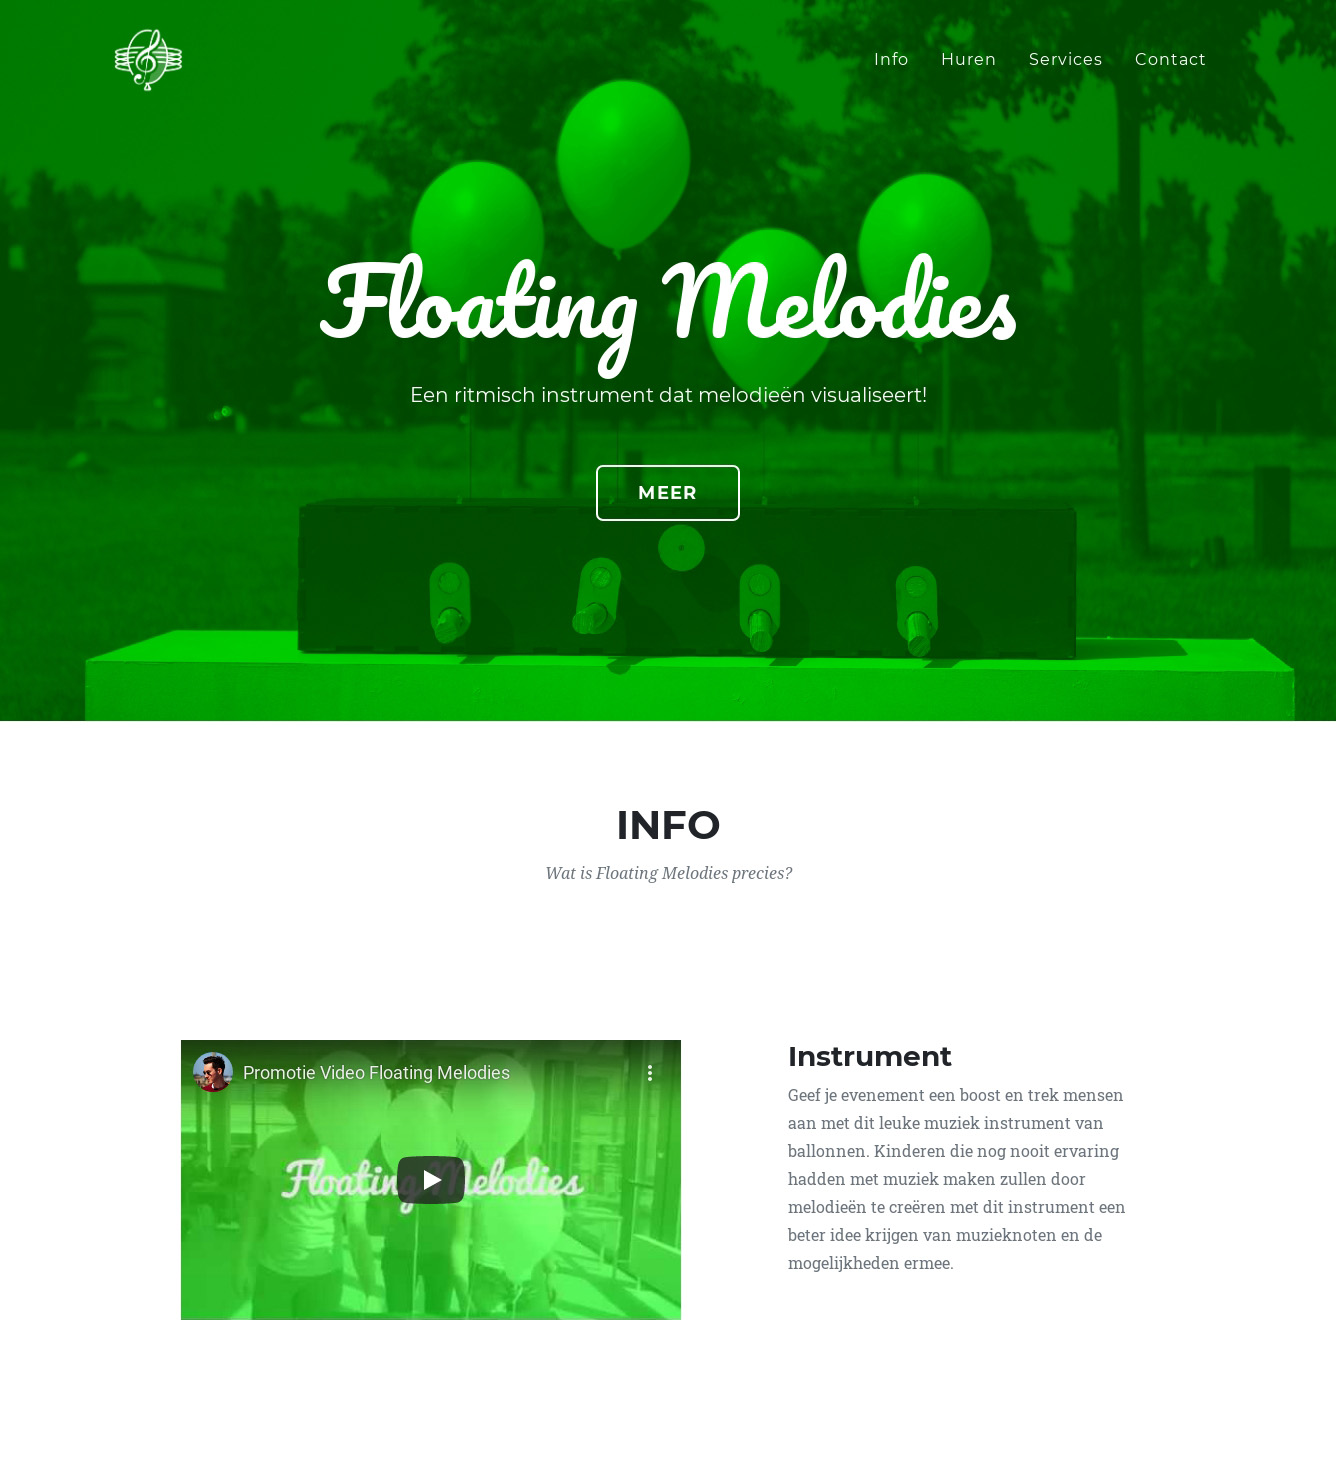 Info Huren Services Contact
Floating Melodies
Een ritmisch instrument dat melodieën visualiseert!
MEER
INFO
Wat is Floating Melodies precies?
Promotie Video Floating Melodies
Floating Melodies
Instrument
Geef je evenement een boost en trek mensen
aan met dit leuke muziek instrument van
ballonnen. Kinderen die nog nooit ervaring
hadden met muziek maken zullen door
melodieën te creëren met dit instrument een
beter idee krijgen van muzieknoten en de
mogelijkheden ermee.